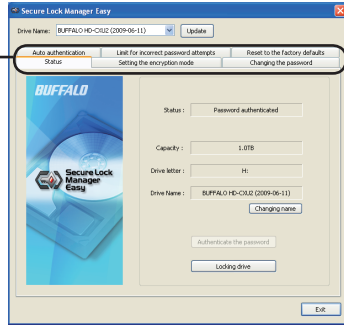 Secure Lock Manager Easy
Drive Name: BUFFALO HD-CXU2 (2009-06-11) Update
Auto authentication Limit for incorrect password attempts Reset to the factory defaults
Status Setting the encryption mode Changing the password
BUFFALO
Secure Lock
Manager
Easy
Status : Password authenticated
Capacity : 1.0TB
Drive letter : H:
Drive Name : BUFFALO HD-CXU2 (2009-06-11)
Changing name
Authenticate the password
Locking drive
Exit